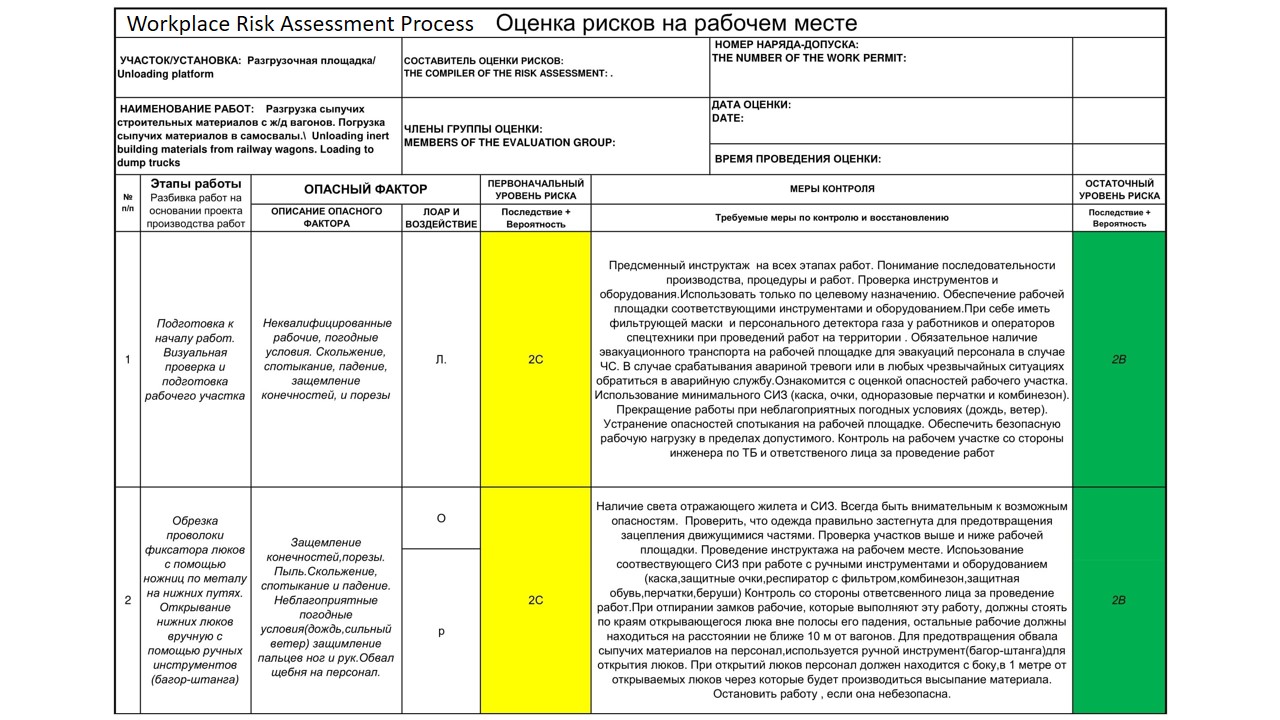 Workplace Risk Assessment Process Оценка рисков на рабочем месте
УЧАСТОК/УСТАНОВКА: Разгрузочная площадка/
Unloading platform
СОСТАВИТЕЛЬ ОЦЕНКИ РИСКОВ:
THE COMPILER OF THE RISK ASSESSMENT: .
НОМЕР НАРЯДА-ДОПУСКА:
THE NUMBER OF THE WORK PERMIT:
НАИМЕНОВАНИЕ РАБОТ: Разгрузка сыпучих
строительных материалов с ж/д вагонов. Погрузка
сыпучих материалов в самосвалы.\ Unloading inert
building materials from railway wagons. Loading to
dump trucks
ЧЛЕНЫ ГРУППЫ ОЦЕНКИ:
MEMBERS OF THE EVALUATION GROUP:
ДАТА ОЦЕНКИ:
DATE:
ВРЕМЯ ПРОВЕДЕНИЯ ОЦЕНКИ:
№
п/п
Этапы работы
Разбивка работ на
основании проекта
производства работ
ОПАСНЫЙ ФАКТОР
ОПИСАНИЕ ОПАСНОГО
ФАКТОРА
ЛОАР И
ВОЗДЕЙСТВИЕ
ПЕРВОНАЧАЛЬНЫЙ
УРОВЕНЬ РИСКА
Последствие +
Вероятность
МЕРЫ КОНТРОЛЯ
Требуемые меры по контролю и восстановлению
ОСТАТОЧНЫЙ
УРОВЕНЬ РИСКА
Последствие +
Вероятность
1
Подготовка к
началу работ.
Визуальная
проверка и
подготовка
рабочего участка
Неквалифицированные
рабочие, погодные
условия. Скольжение,
спотыкание, падение,
защемление
конечностей, и порезы
Л.
2С
Предсменный инструктаж на всех этапах работ. Понимание последовательности
производства, процедуры и работ. Проверка инструментов и
оборудования.Использовать только по целевому назначению. Обеспечение рабочей
площадки соответствующими инструментами и оборудованием.При себе иметь
фильтрующей маски и персонального детектора газа у работников и операторов
спецтехники при проведений работ на территории . Обязательное наличие
эвакуационного транспорта на рабочей площадке для эвакуаций персонала в случае
ЧС. В случае срабатывания авариной тревоги или в любых чрезвычайных ситуациях
обратиться в аварийную службу.Ознакомится с оценкой опасностей рабочего участка.
Использование минимального СИЗ (каска, очки, одноразовые перчатки и комбинезон).
Прекращение работы при неблагоприятных погодных условиях (дождь, ветер).
Устранение опасностей спотыкания на рабочей площадке. Обеспечить безопасную
рабочую нагрузку в пределах допустимого. Контроль на рабочем участке со стороны
инженера по ТБ и ответственого лица за проведение работ
2В
2
Обрезка
проволоки
фиксатора люков
с помощью
ножниц по металу
на нижних путях.
Открывание
нижних люков
вручную с
помощью ручных
инструментов
(багор-штанга)
Защемление
конечностей,порезы.
Пыль.Скольжение,
спотыкание и падение.
Неблагоприятные
погодные
условия(дождь,сильный
ветер) защимление
пальцев ног и рук.Обвал
щебня на персонал.
О
р
2С
Наличие света отражающего жилета и СИЗ. Всегда быть внимательным к возможным
опасностям. Проверить, что одежда правильно застегнута для предотвращения
зацепления движущимися частями. Проверка участков выше и ниже рабочей
площадки. Проведение инструктажа на рабочем месте. Испоьзование
соотвествующего СИЗ при работе с ручными инструментами и оборудованием
(каска,защитные очки,респиратор с фильтром,комбинезон,защитная
обувь,перчатки,беруши) Контроль со стороны ответсвенного лица за проведение
работ.При отпирании замков рабочие, которые выполняют эту работу, должны стоять
по краям открывающегося люка вне полосы его падения, остальные рабочие должны
находиться на расстоянии не ближе 10 м от вагонов. Для предотвращения обвала
сыпучих материалов на персонал,используется ручной инструмент(багор-штанга)для
открытия люков. При открытий люков персонал должен находится с боку,в 1 метре от
открываемых люков через которые будет производиться высыпание материала.
Остановить работу , если она небезопасна.
2В